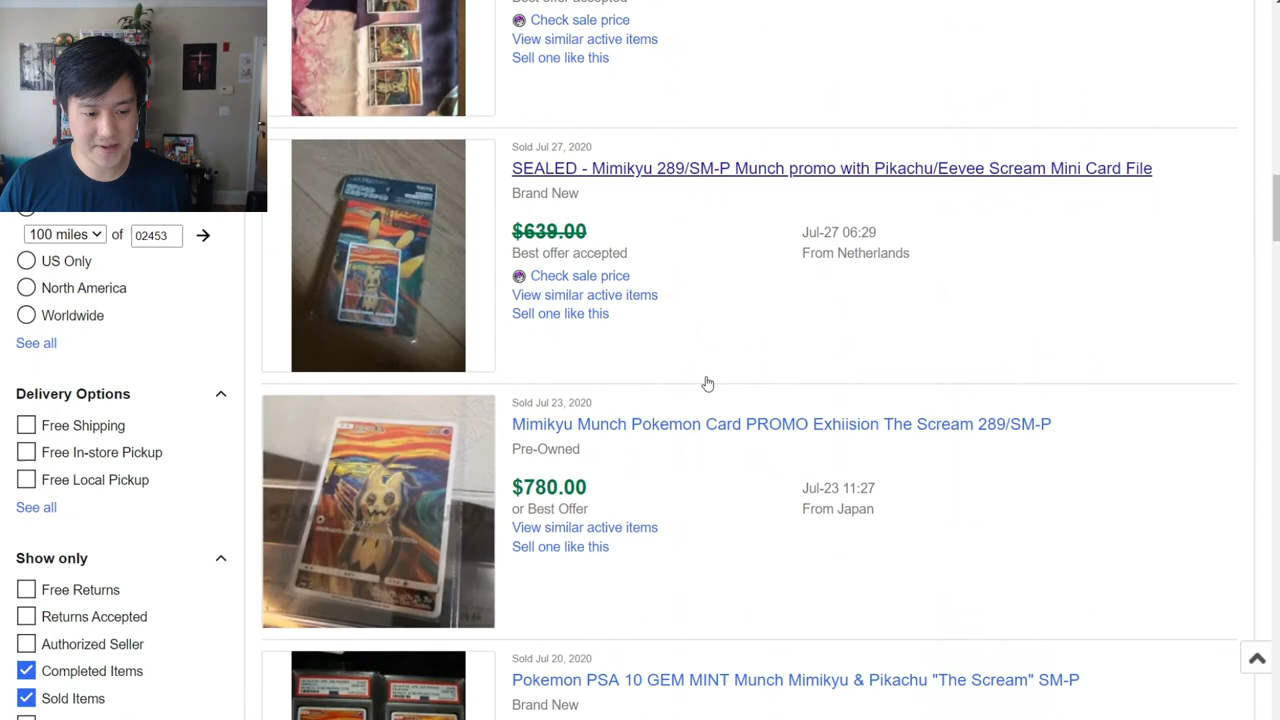 Best offer accepted
Check sale price
View similar active items
Sell one like this
Sold Jul 27, 2020
SEALED - Mimikyu 289/SM-P Munch promo with Pikachu/Eevee Scream Mini Card File
Brand New
$639.00
Best offer accepted
Jul-27 06:29
From Netherlands
Check sale price
View similar active items
Sell one like this
100 miles of 02453
US Only
North America
Worldwide
See all
Delivery Options
Free Shipping
Free In-store Pickup
Free Local Pickup
See all
Show only
Free Returns
Returns Accepted
Authorized Seller
Completed Items
Sold Items
Sold Jul 23, 2020
Mimikyu Munch Pokemon Card PROMO Exhiision The Scream 289/SM-P
Pre-Owned
$780.00
or Best Offer
Jul-23 11:27
From Japan
View similar active items
Sell one like this
Sold Jul 20, 2020
Pokemon PSA 10 GEM MINT Munch Mimikyu & Pikachu "The Scream" SM-P
Brand New